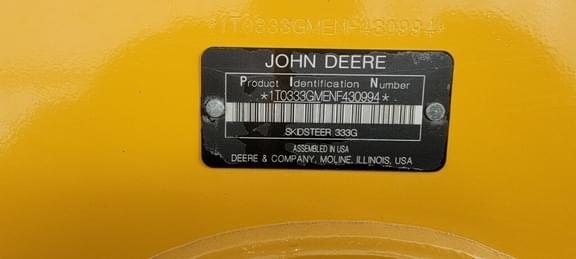 *1T0333GMENF430994*
JOHN DEERE
Product Identification Number
*1T0333GMENF430994*
SKIDSTEER 333G
ASSEMBLED IN USA
DEERE & COMPANY, MOLINE, ILLINOIS, USA